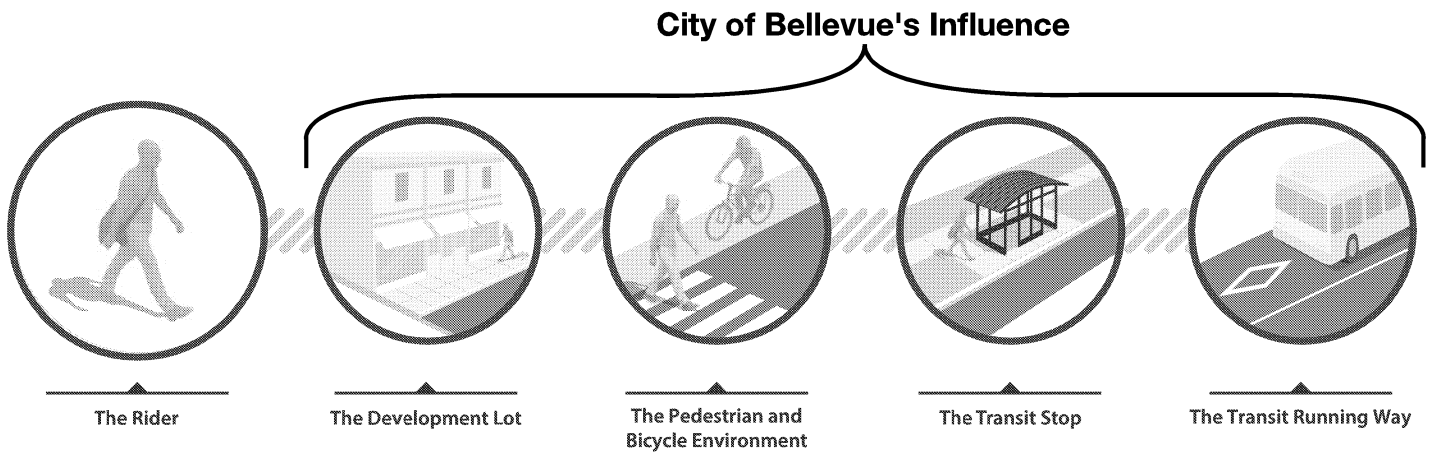 City of Bellevue's Influence
The Rider
The Development Lot
The Pedestrian and
Bicycle Environment
The Transit Stop
The Transit Running Way